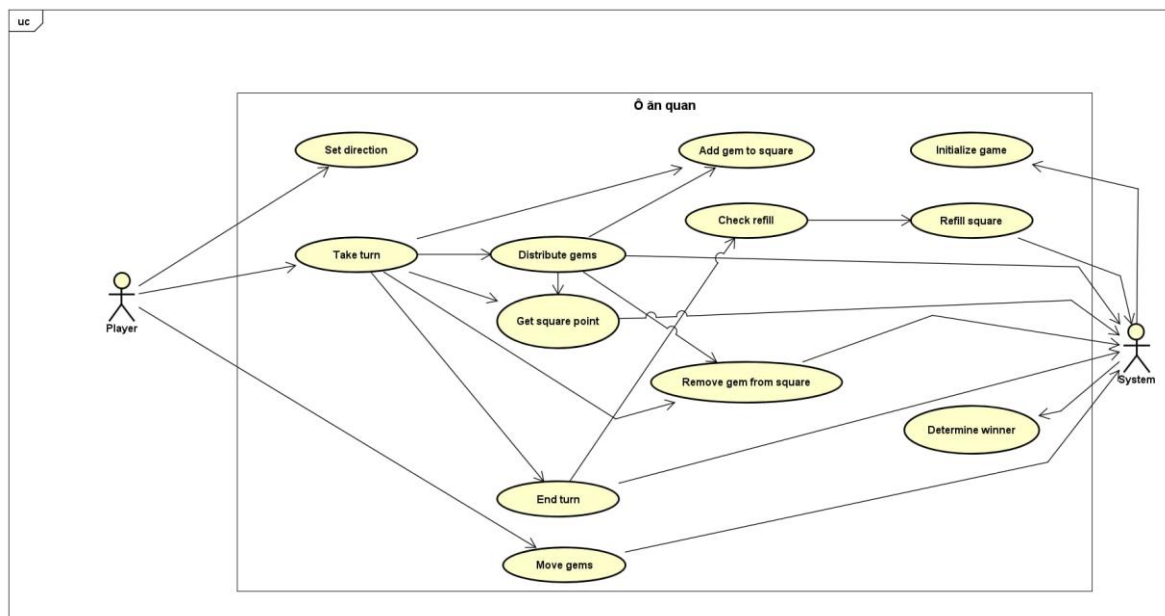 uc
Ô ăn quan
Set direction
Add gem to square
Initialize game
Check refill
Refill square
Take turn
Distribute gems
Get square point
Player
System
Remove gem from square
Determine winner
End turn
Move gems